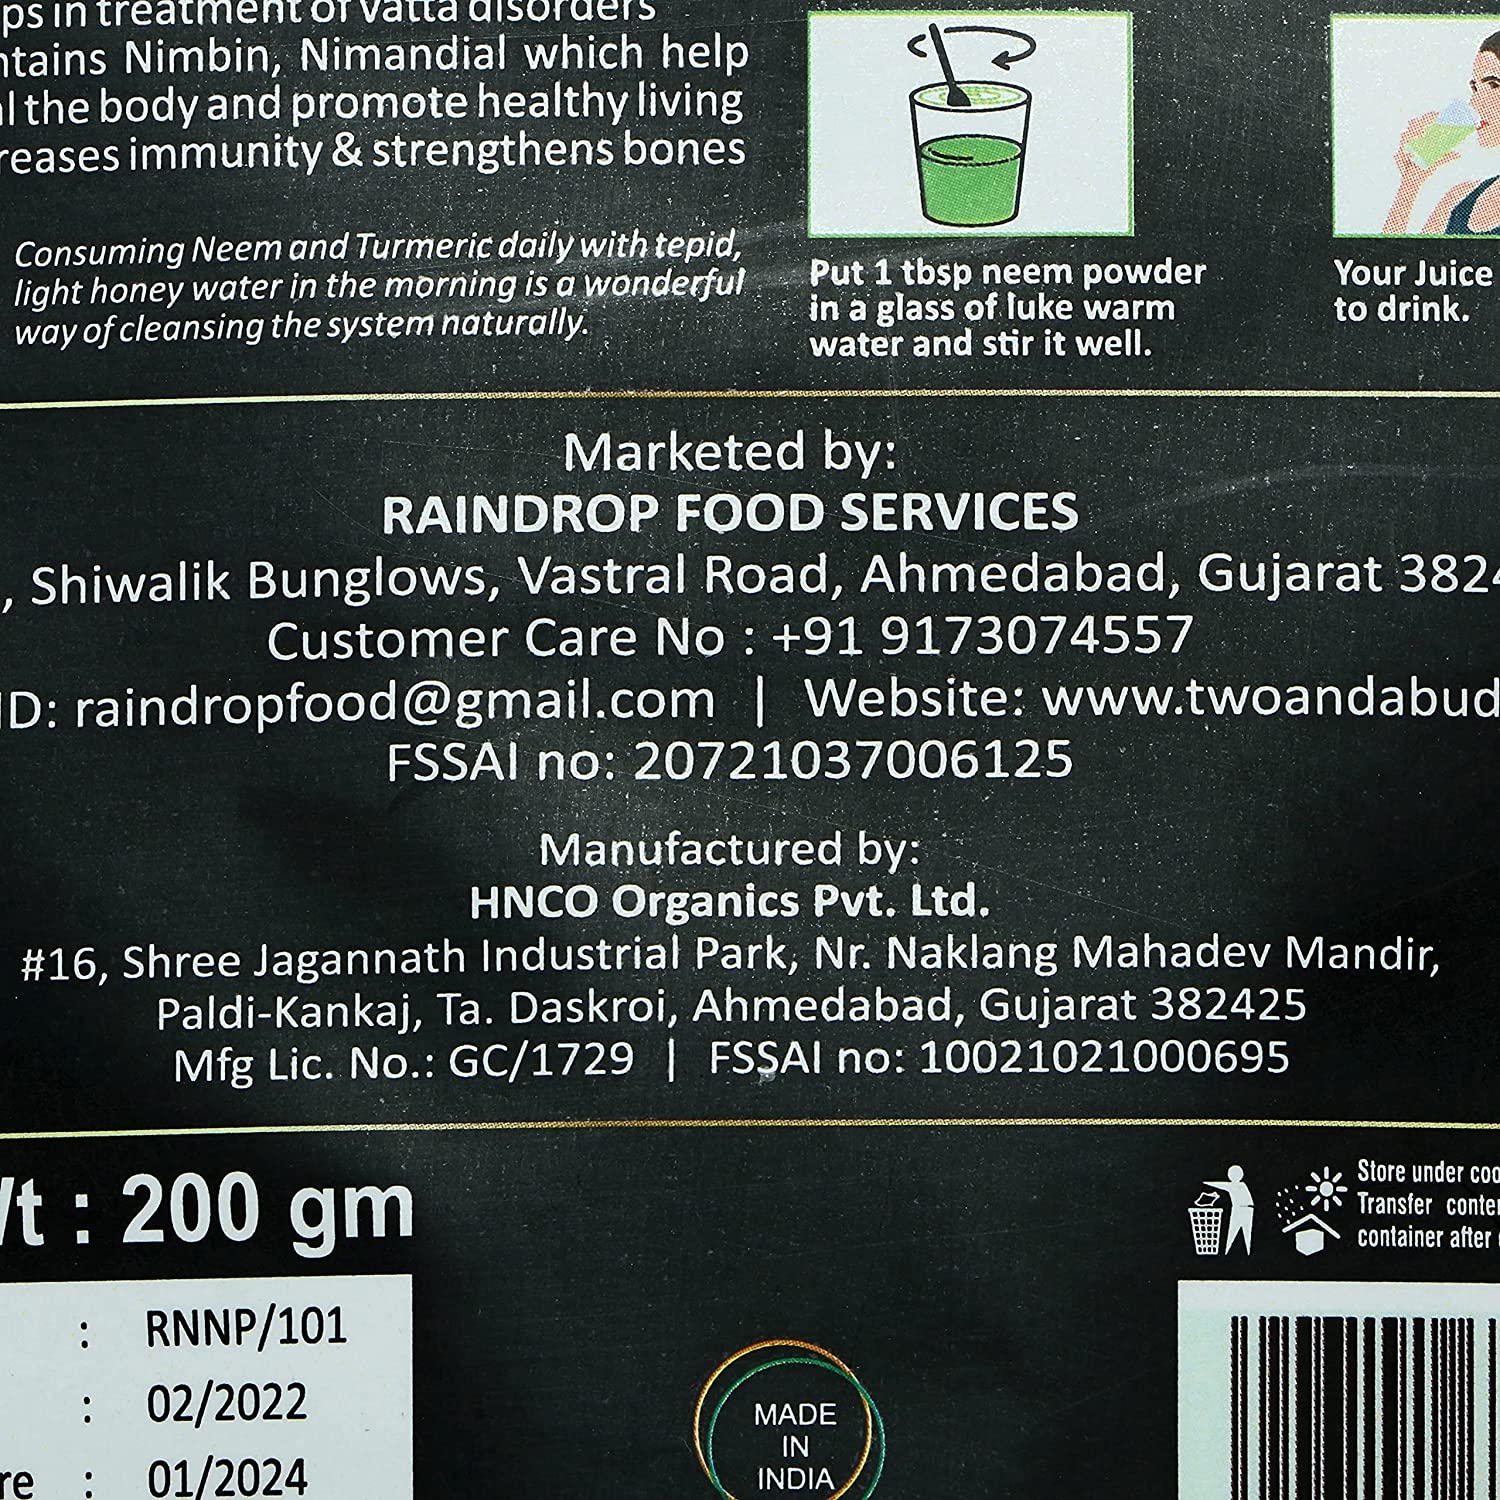 ps in treatment of vatta disorders
ntains Nimbin, Nimandial which help
l the body and promote healthy living
reases immunity & strengthens bones
Consuming Neem and Turmeric daily with tepid,
light honey water in the morning is a wonderful
way of cleansing the system naturally.
Put 1 tbsp neem powder
in a glass of luke warm
water and stir it well.
Your Juice
to drink.
Marketed by:
RAINDROP FOOD SERVICES
, Shiwalik Bunglows, Vastral Road, Ahmedabad, Gujarat 382
Customer Care No : +91 9173074557
ID: raindropfood@gmail.com | Website: www.twoandabud
FSSAI no: 20721037006125
Manufactured by:
HNCO Organics Pvt. Ltd.
#16, Shree Jagannath Industrial Park, Nr. Naklang Mahadev Mandir,
Paldi-Kankaj, Ta. Daskroi, Ahmedabad, Gujarat 382425
Mfg Lic. No.: GC/1729 | FSSAI no: 10021021000695
t : 200 gm
Store under coo
Transfer conte
container after
: RNNP/101
: 02/2022
re : 01/2024
MADE
IN
INDIA